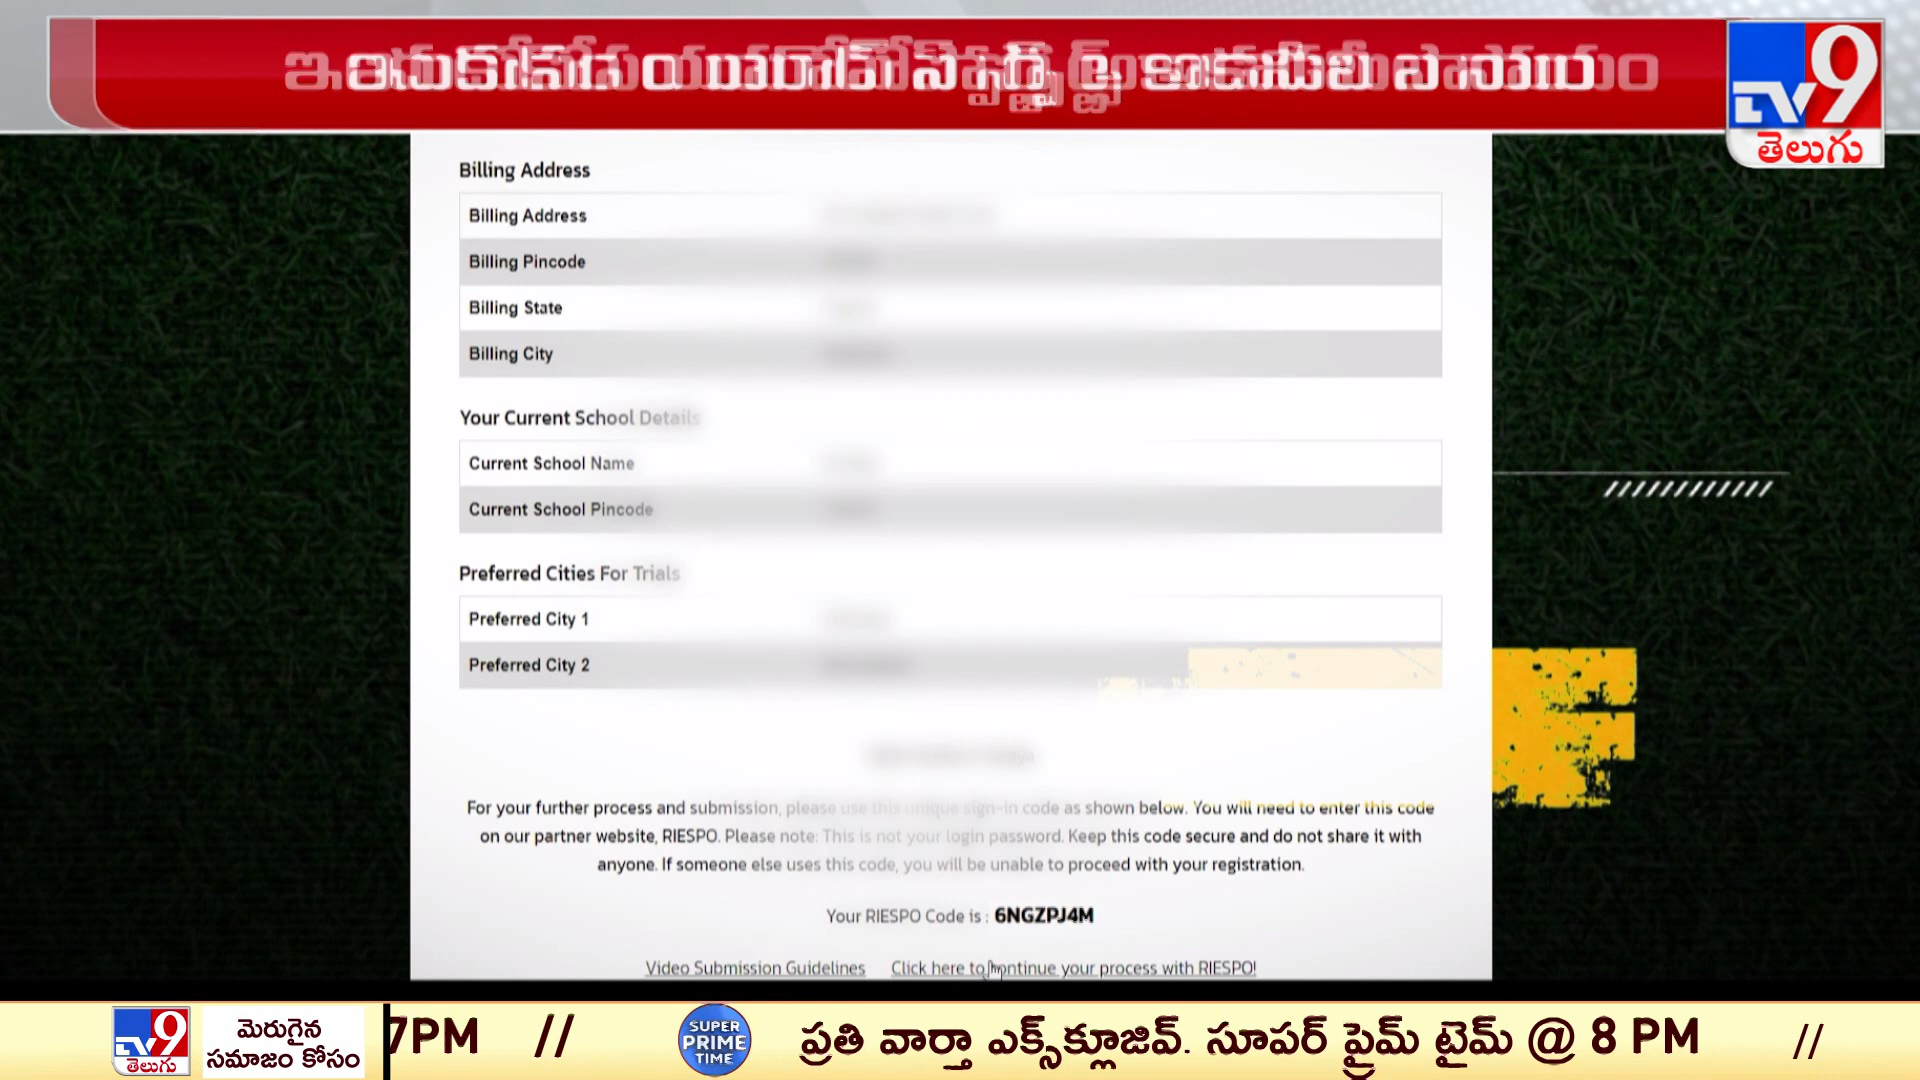 TV9
తెలుగు
Billing Address
Billing Address
Billing Pincode
Billing State
Billing City
Your Current School Details
Current School Name
Current School Pincode
Preferred Cities For Trials
Preferred City 1
Preferred City 2
For your further process and submission, please use this unique sign-in code as shown below. You will need to enter this code
on our partner website, RIESPO. Please note: This is not your login password. Keep this code secure and do not share it with
anyone. If someone else uses this code, you will be unable to proceed with your registration.
Your RIESPO Code is : 6NGZPJ4M
Video Submission Guidelines Click here to continue your process with RIESPO!
TV9
తెలుగు
మెరుగైన
సమాజం కోసం
7PM // SUPER PRIME TIME ప్రతి వార్తా ఎక్స్‌క్లూజివ్. సూపర్ ప్రైమ్ టైమ్ @ 8 PM //